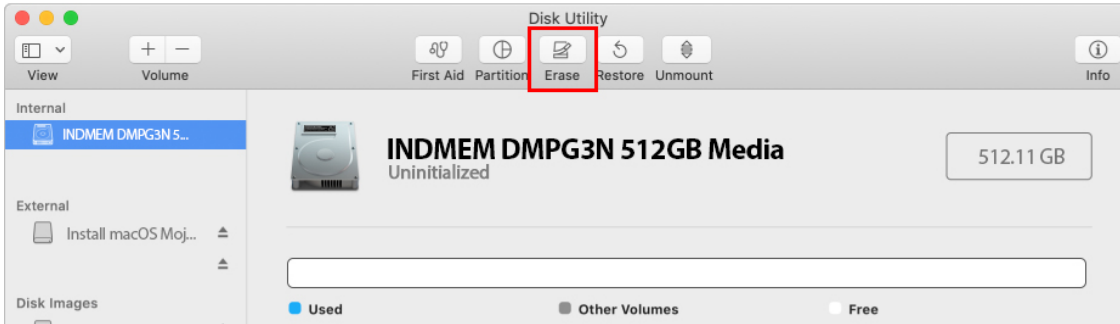 Disk Utility
View
Volume
First Aid
Partition
Erase
Restore
Unmount
Info
Internal
INDMEM DMPG3N 5...
External
Install macOS Moj...
Disk Images
INDMEM DMPG3N 512GB Media
Uninitialized
512.11 GB
Used
Other Volumes
Free